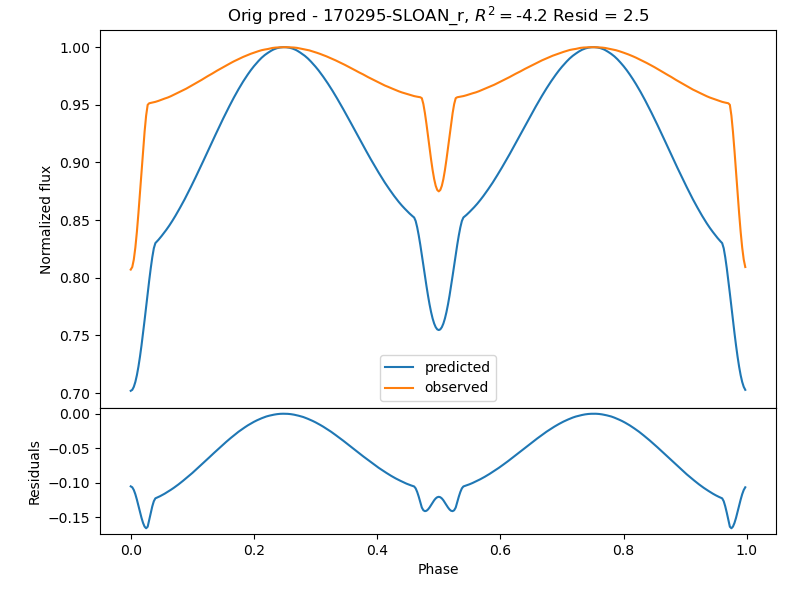 Orig pred - 170295-SLOAN_r, R² = -4.2 Resid = 2.5
1.00
0.95
0.90
0.85
0.80
0.75
0.70
Normalized flux
predicted
observed
0.00
−0.05
−0.10
−0.15
Residuals
0.0 0.2 0.4 0.6 0.8 1.0
Phase